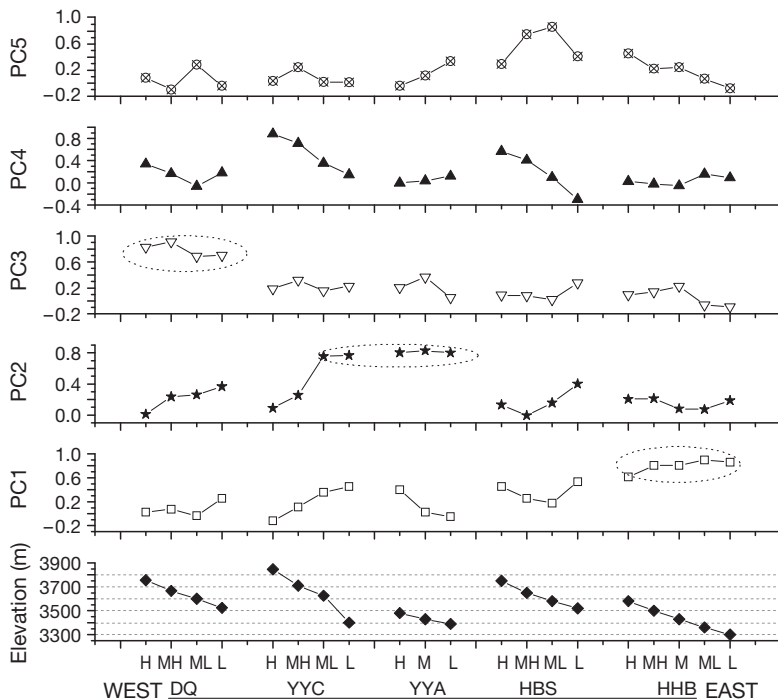 PC5
1.0
0.6
0.2
−0.2
PC4
0.8
0.4
0.0
−0.4
PC3
1.0
0.6
0.2
−0.2
PC2
0.8
0.4
0.0
PC1
1.0
0.6
0.2
−0.2
Elevation (m)
3900
3700
3500
3300
H MH ML L H MH ML L H M L H MH ML L H MH M ML L
WEST DQ YYC YYA HBS HHB EAST